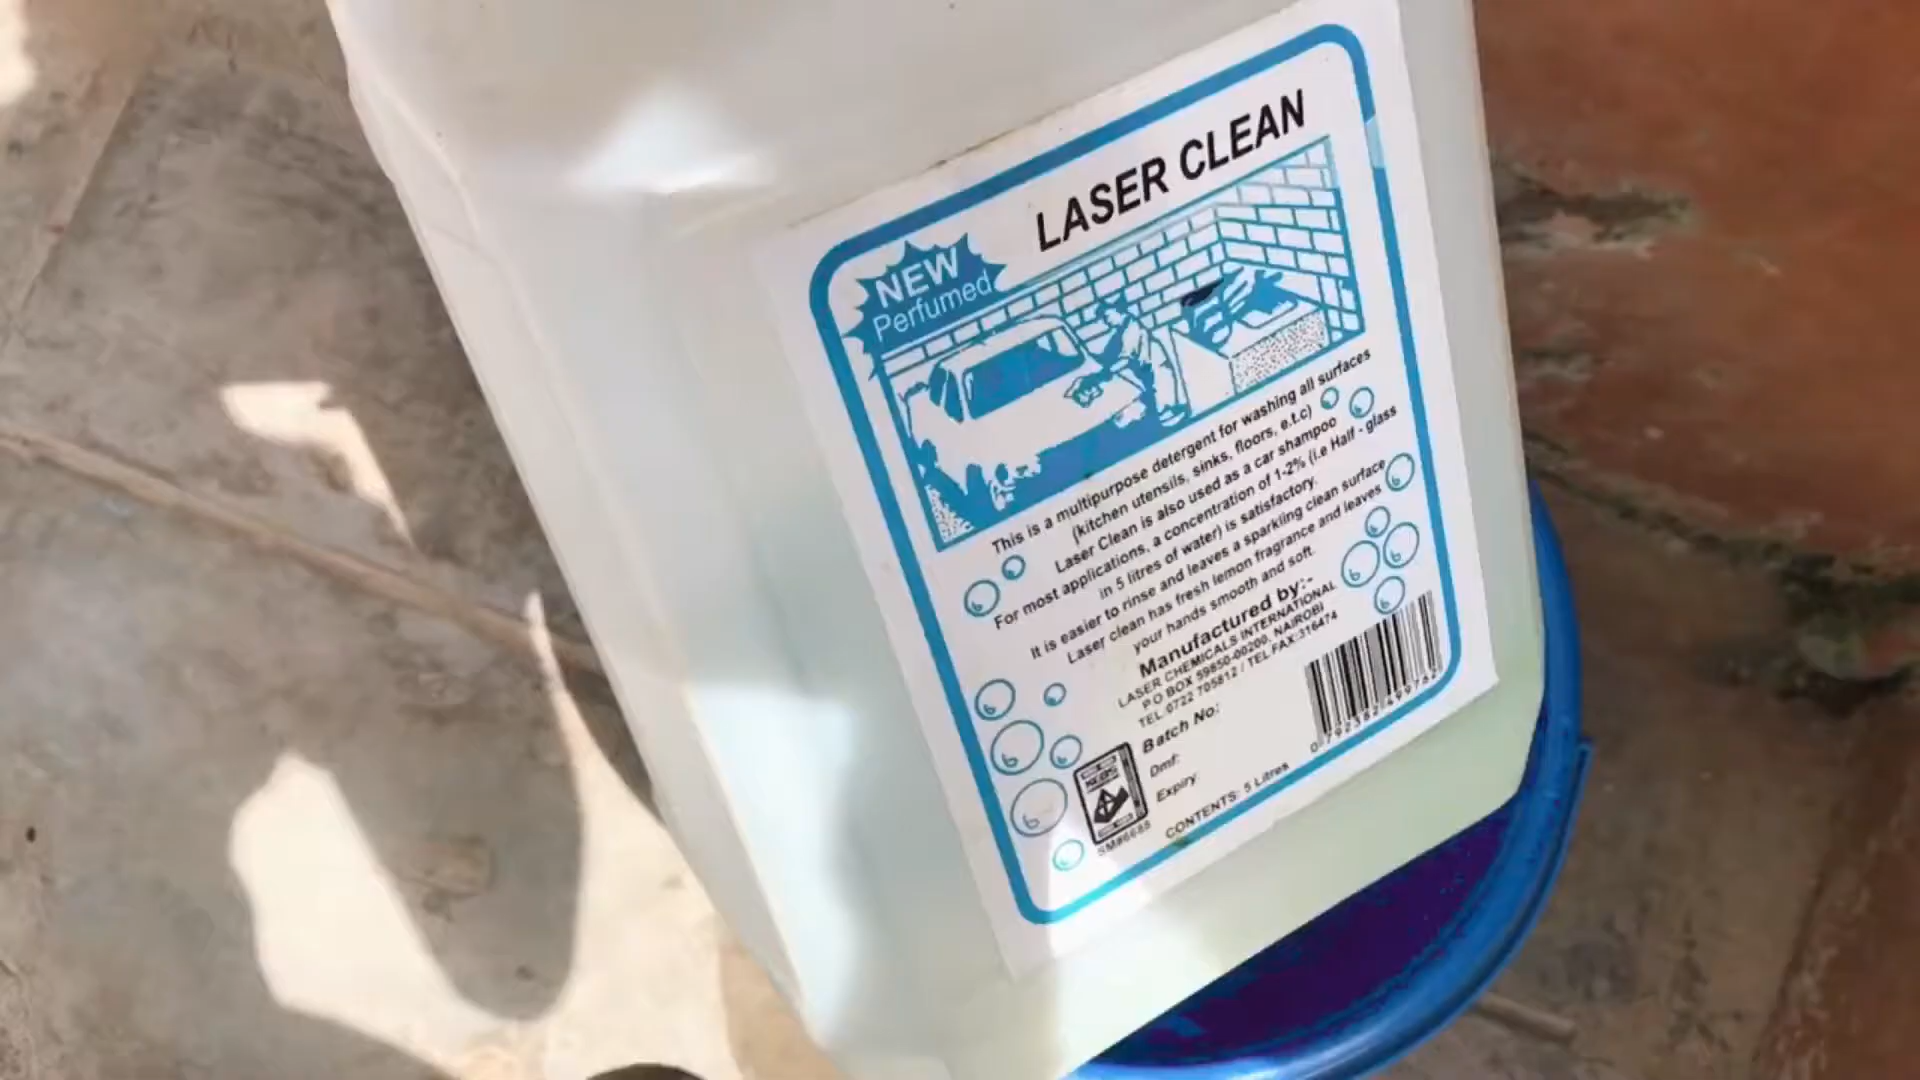 LASER CLEAN
NEW
Perfumed
This is a multipurpose detergent for washing all surfaces
(kitchen utensils, sinks, floors, e.t.c)
Laser Clean is also used as a car shampoo
For most applications, a concentration of 1-2% (i.e Half - glass
in 5 litres of water) is satisfactory.
It is easier to rinse and leaves a sparkling clean surface
Laser clean has fresh lemon fragrance and leaves
your hands smooth and soft.
Manufactured by:-
LASER CHEMICALS INTERNATIONAL
P.O BOX 59850-00200, NAIROBI
TEL:0722 705812 / TEL FAX:316474
Batch No:
Dmf:
Expiry:
CONTENTS: 5 Litres